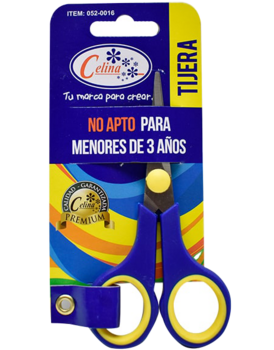 ITEM: 052-0016
Celina
Tu marca para crear.
TIJERA
NO APTO PARA
MENORES DE 3 AÑOS
CALIDAD - GARANTIZADA
Celina
PREMIUM